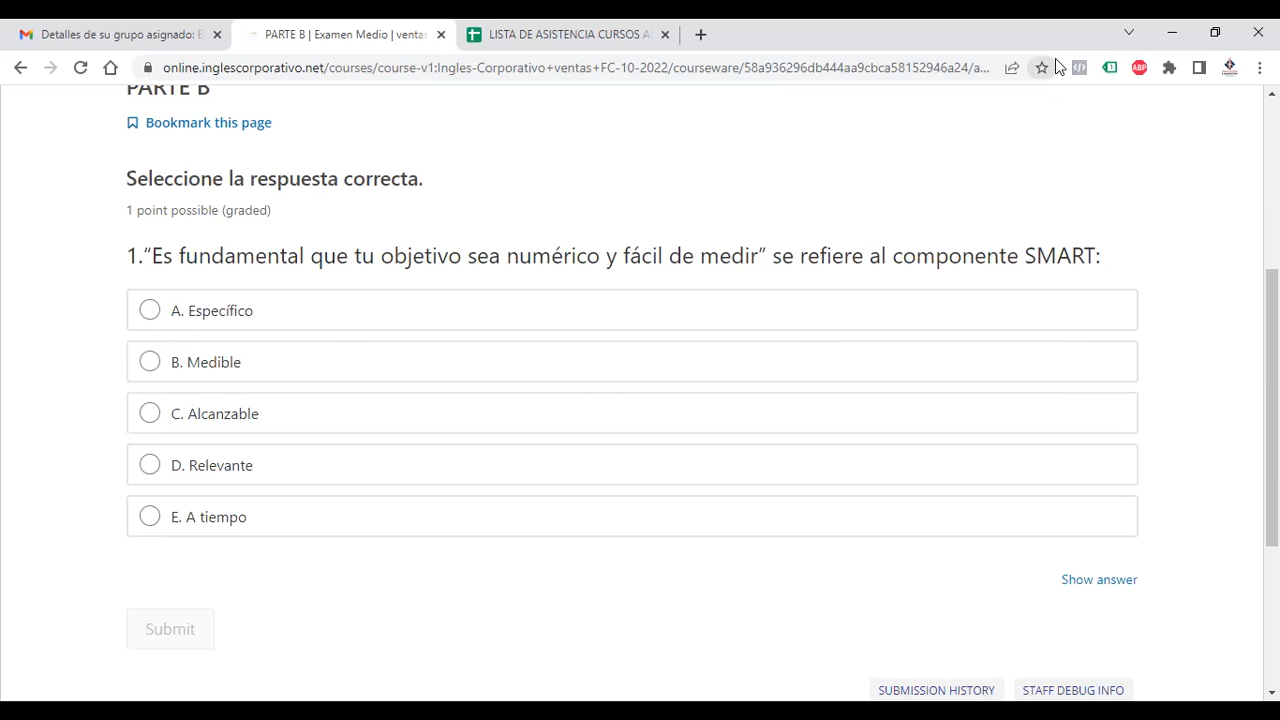 Detalles de su grupo asignado: E
PARTE B | Examen Medio | ventas
LISTA DE ASISTENCIA CURSOS A
online.inglescorporativo.net/courses/course-v1:Ingles-Corporativo+ventas+FC-10-2022/courseware/58a936296db444aa9cbca58152946a24/a...
ABP
PARTE B
Bookmark this page
Seleccione la respuesta correcta.
1 point possible (graded)
1.“Es fundamental que tu objetivo sea numérico y fácil de medir” se refiere al componente SMART:
A. Específico
B. Medible
C. Alcanzable
D. Relevante
E. A tiempo
Show answer
Submit
SUBMISSION HISTORY
STAFF DEBUG INFO